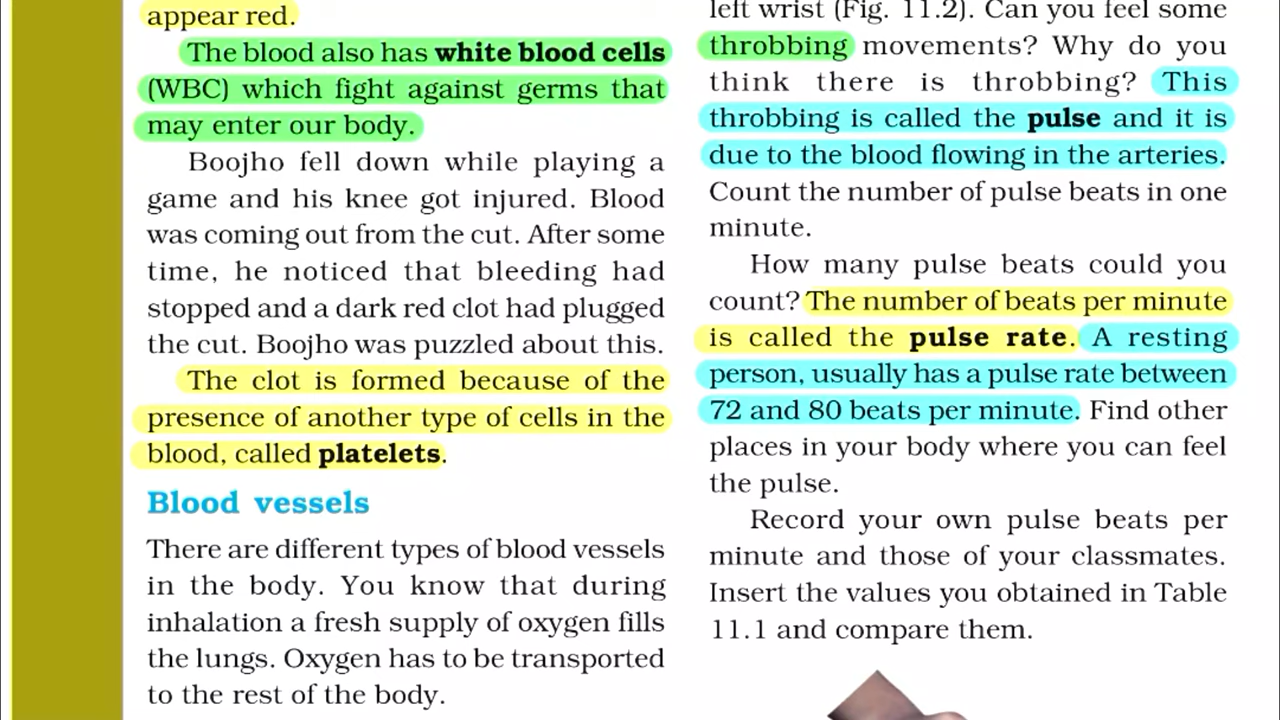 appear red.
The blood also has white blood cells
(WBC) which fight against germs that
may enter our body.
Boojho fell down while playing a
game and his knee got injured. Blood
was coming out from the cut. After some
time, he noticed that bleeding had
stopped and a dark red clot had plugged
the cut. Boojho was puzzled about this.
The clot is formed because of the
presence of another type of cells in the
blood, called platelets.
Blood vessels
There are different types of blood vessels
in the body. You know that during
inhalation a fresh supply of oxygen fills
the lungs. Oxygen has to be transported
to the rest of the body.
left wrist (Fig. 11.2). Can you feel some
throbbing movements? Why do you
think there is throbbing? This
throbbing is called the pulse and it is
due to the blood flowing in the arteries.
Count the number of pulse beats in one
minute.
How many pulse beats could you
count? The number of beats per minute
is called the pulse rate. A resting
person, usually has a pulse rate between
72 and 80 beats per minute. Find other
places in your body where you can feel
the pulse.
Record your own pulse beats per
minute and those of your classmates.
Insert the values you obtained in Table
11.1 and compare them.